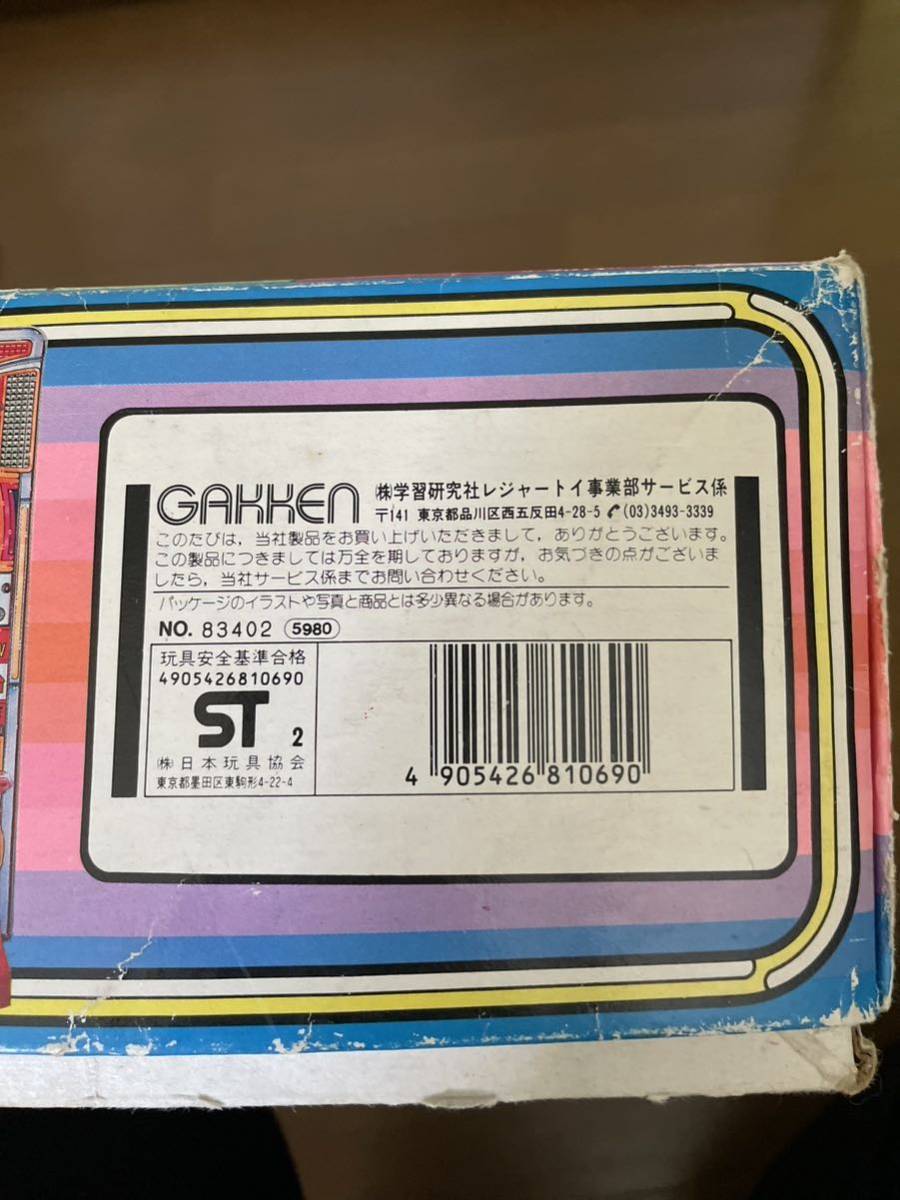 GAKKEN
㈱学習研究社レジャートイ事業部サービス係
〒141 東京都品川区西五反田4-28-5 ✆(03)3493-3339
このたびは，当社製品をお買い上げいただきまして，ありがとうございます。
この製品につきましては万全を期しておりますが，お気づきの点がございま
したら，当社サービス係までお問い合わせください。
パッケージのイラストや写真と商品とは多少異なる場合があります。
NO. 83402 5980
玩具安全基準合格
4905426810690
ST 2
㈱日本玩具協会
東京都墨田区東駒形4-22-4
4 905426 810690